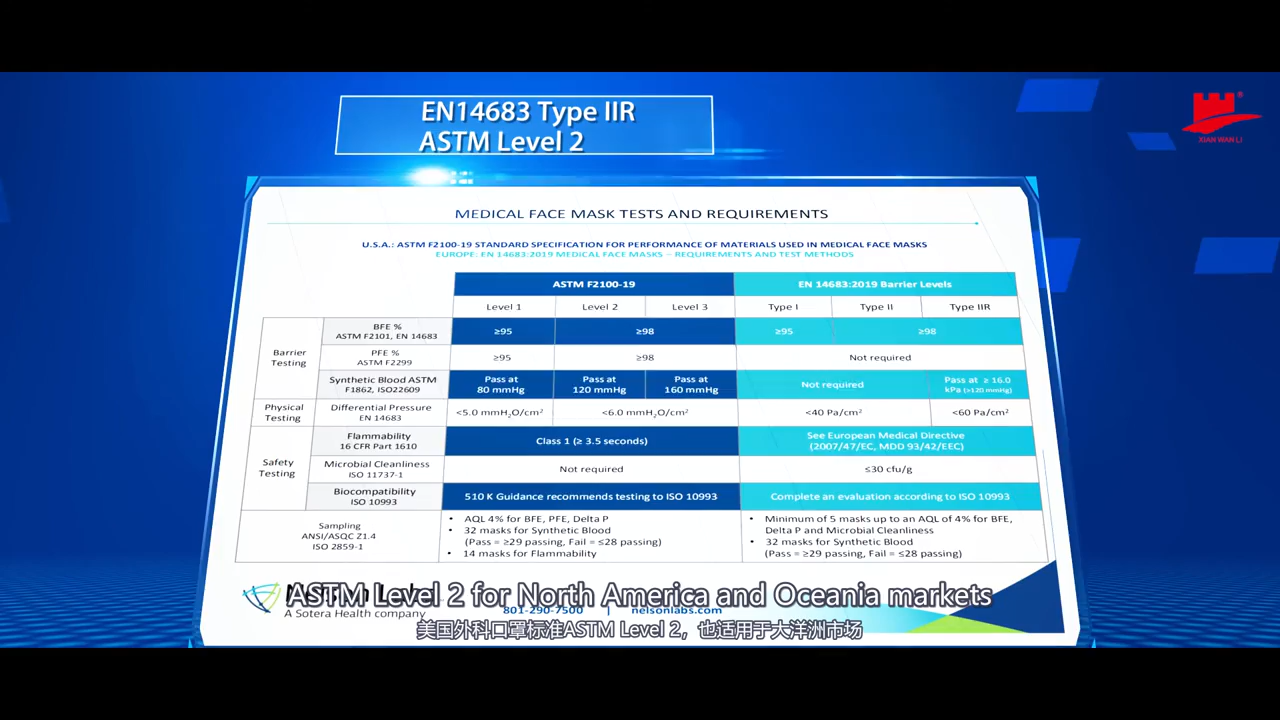 EN14683 Type IIR
ASTM Level 2
XIAN WAN LI
MEDICAL FACE MASK TESTS AND REQUIREMENTS
U.S.A.: ASTM F2100-19 STANDARD SPECIFICATION FOR PERFORMANCE OF MATERIALS USED IN MEDICAL FACE MASKS
EUROPE: EN 14683:2019 MEDICAL FACE MASKS – REQUIREMENTS AND TEST METHODS
ASTM F2100-19 EN 14683:2019 Barrier Levels
Level 1 Level 2 Level 3 Type I Type II Type IIR
Barrier Testing
BFE %
ASTM F2101, EN 14683
≥95 ≥98 ≥95 ≥98
PFE %
ASTM F2299
≥95 ≥98 Not required
Synthetic Blood ASTM
F1862, ISO22609
Pass at
80 mmHg
Pass at
120 mmHg
Pass at
160 mmHg
Not required
Pass at ≥ 16.0
kPa (>120 mmHg)
Physical
Testing
Differential Pressure
EN 14683
<5.0 mmH2O/cm² <6.0 mmH2O/cm² <40 Pa/cm² <60 Pa/cm²
Safety
Testing
Flammability
16 CFR Part 1610
Class 1 (≥ 3.5 seconds)
See European Medical Directive
(2007/47/EC, MDD 93/42/EEC)
Microbial Cleanliness
ISO 11737-1
Not required ≤30 cfu/g
Biocompatibility
ISO 10993
510 K Guidance recommends testing to ISO 10993 Complete an evaluation according to ISO 10993
Sampling
ANSI/ASQC Z1.4
ISO 2859-1
• AQL 4% for BFE, PFE, Delta P
• 32 masks for Synthetic Blood
(Pass = ≥29 passing, Fail = ≤28 passing)
• 14 masks for Flammability
• Minimum of 5 masks up to an AQL of 4% for BFE,
Delta P and Microbial Cleanliness
• 32 masks for Synthetic Blood
(Pass = ≥29 passing, Fail = ≤28 passing)
ASTM Level 2 for North America and Oceania markets
A Sotera Health company
801-290-7500 | nelsonlabs.com
美国外科口罩标准ASTM Level 2，也适用于大洋洲市场